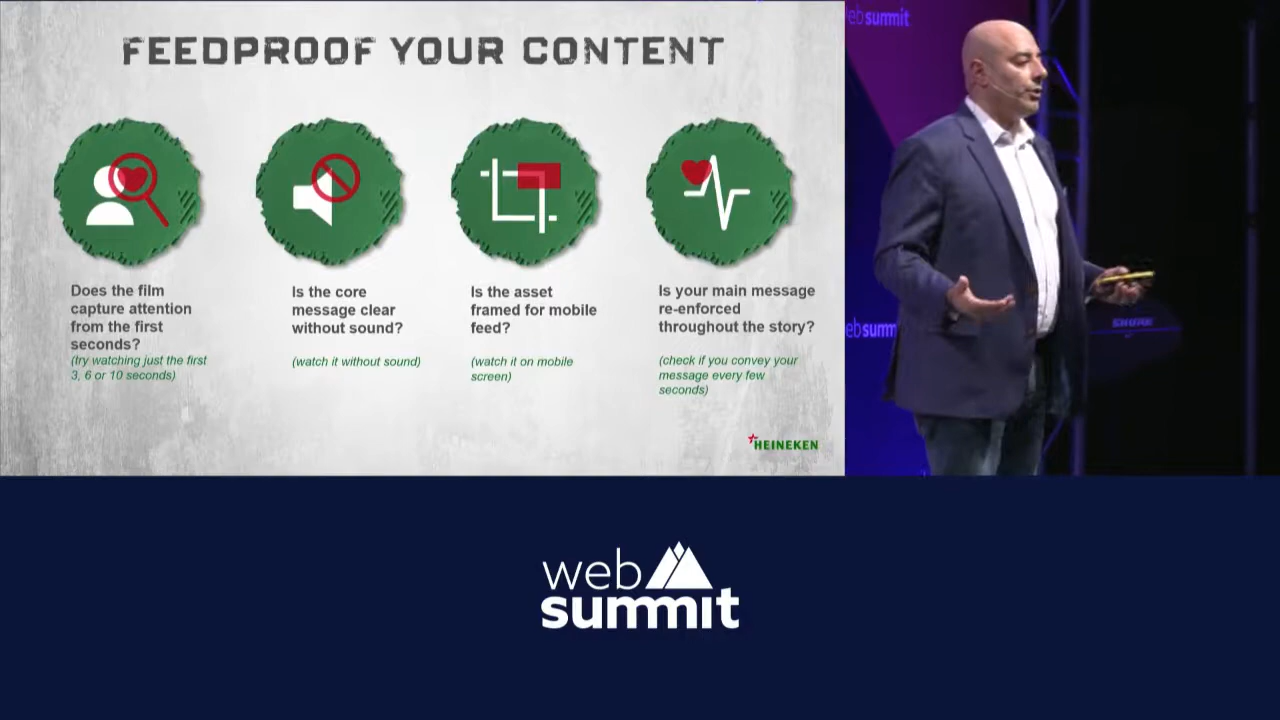 FEEDPROOF YOUR CONTENT
Does the film
capture attention
from the first
seconds?
(try watching just the first
3, 6 or 10 seconds)
Is the core
message clear
without sound?
(watch it without sound)
Is the asset
framed for mobile
feed?
(watch it on mobile
screen)
Is your main message
re-enforced
throughout the story?
(check if you convey your
message every few
seconds)
HEINEKEN
websummit
ebsumm
SHURE
web
summit